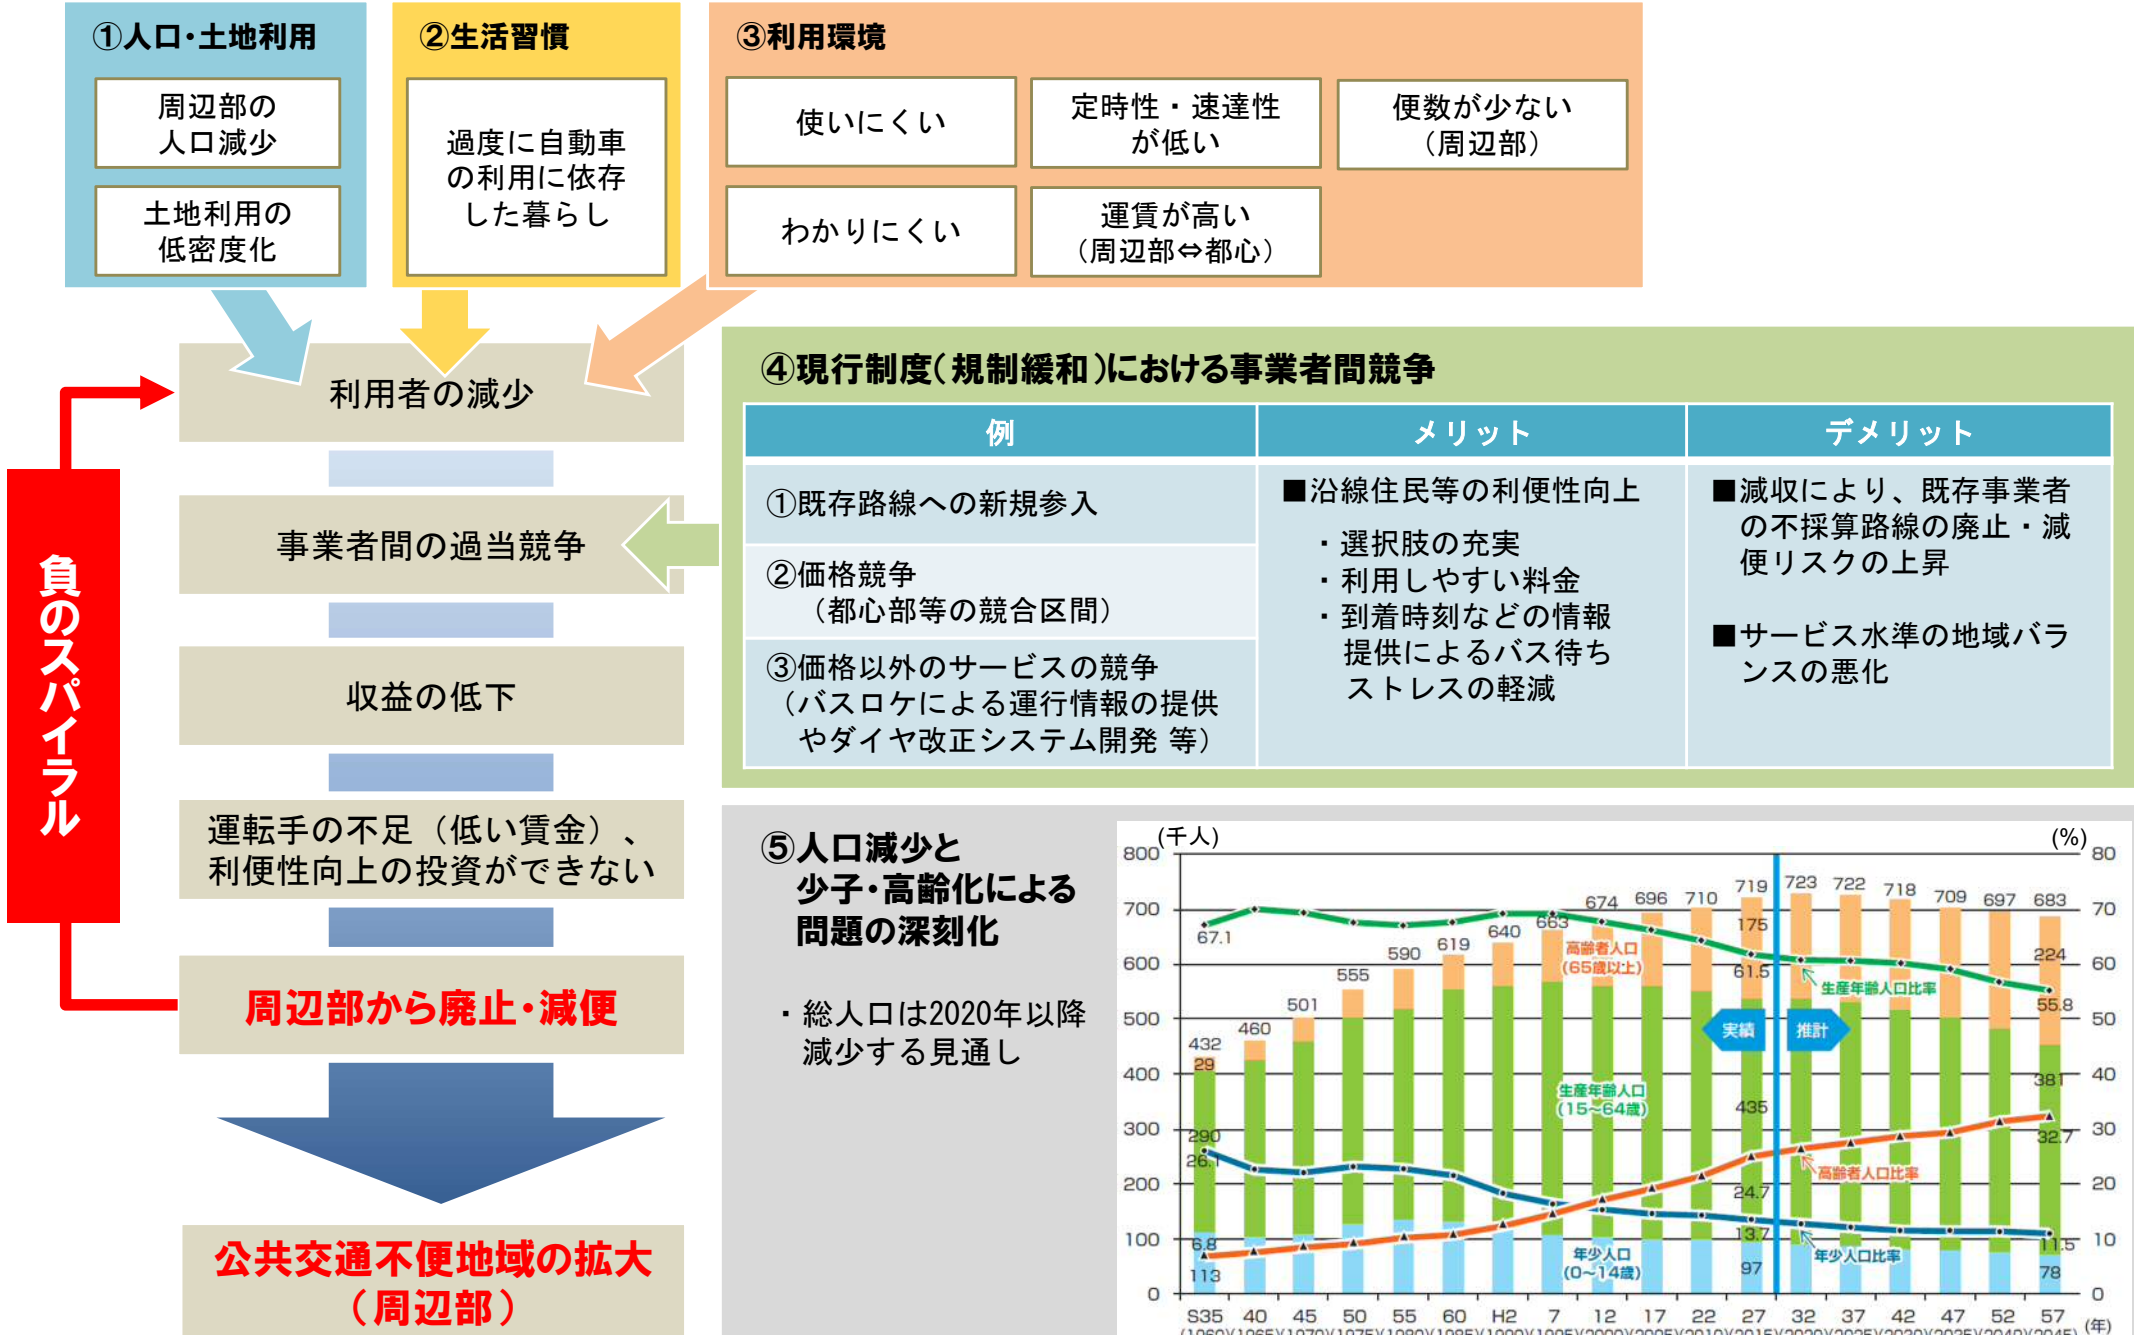 ①人口・土地利用
周辺部の
人口減少
土地利用の
低密度化
②生活習慣
過度に自動車
の利用に依存
した暮らし
③利用環境
使いにくい
定時性・速達性
が低い
便数が少ない
（周辺部）
わかりにくい
運賃が高い
（周辺部⇔都心）
負のスパイラル
利用者の減少
事業者間の過当競争
収益の低下
運転手の不足（低い賃金）、
利便性向上の投資ができない
周辺部から廃止・減便
公共交通不便地域の拡大
（周辺部）
④現行制度（規制緩和）における事業者間競争
例
メリット
デメリット
①既存路線への新規参入
②価格競争
（都心部等の競合区間）
③価格以外のサービスの競争
（バスロケによる運行情報の提供
やダイヤ改正システム開発 等）
■沿線住民等の利便性向上
・選択肢の充実
・利用しやすい料金
・到着時刻などの情報
提供によるバス待ち
ストレスの軽減
■減収により、既存事業者
の不採算路線の廃止・減
便リスクの上昇
■サービス水準の地域バラ
ンスの悪化
⑤人口減少と
少子・高齢化による
問題の深刻化
・総人口は2020年以降
減少する見通し
(千人)
(%)
800
700
600
500
400
300
200
100
0
80
70
60
50
40
30
20
10
0
432
460
501
555
590
619
640
663
674
696
710
719
723
722
718
709
697
683
67.1
29
290
26.1
6.8
113
175
61.5
435
24.7
13.7
97
224
55.8
381
32.7
11.5
78
高齢者人口
(65歳以上)
生産年齢人口
(15～64歳)
年少人口
(0～14歳)
生産年齢人口比率
高齢者人口比率
年少人口比率
実績
推計
S35 40 45 50 55 60 H2 7 12 17 22 27 32 37 42 47 52 57
(年)